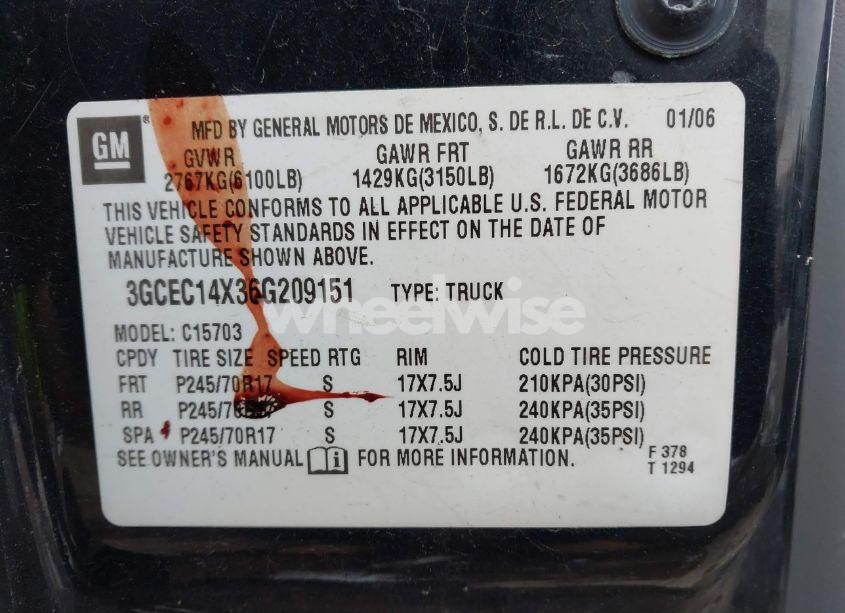 GM ® MFD BY GENERAL MOTORS DE MEXICO, S. DE R.L. DE C.V. 01/06
GVWR GAWR FRT GAWR RR
2767KG(6100LB) 1429KG(3150LB) 1672KG(3686LB)
THIS VEHICLE CONFORMS TO ALL APPLICABLE U.S. FEDERAL MOTOR
VEHICLE SAFETY STANDARDS IN EFFECT ON THE DATE OF
MANUFACTURE SHOWN ABOVE.
3GCEC14X36G209151 TYPE: TRUCK
wheelwise
MODEL: C15703
CPDY TIRE SIZE SPEED RTG RIM COLD TIRE PRESSURE
FRT P245/70R17 S 17X7.5J 210KPA(30PSI)
RR P245/70R17 S 17X7.5J 240KPA(35PSI)
SPA P245/70R17 S 17X7.5J 240KPA(35PSI)
SEE OWNER'S MANUAL i FOR MORE INFORMATION.
F 378
T 1294